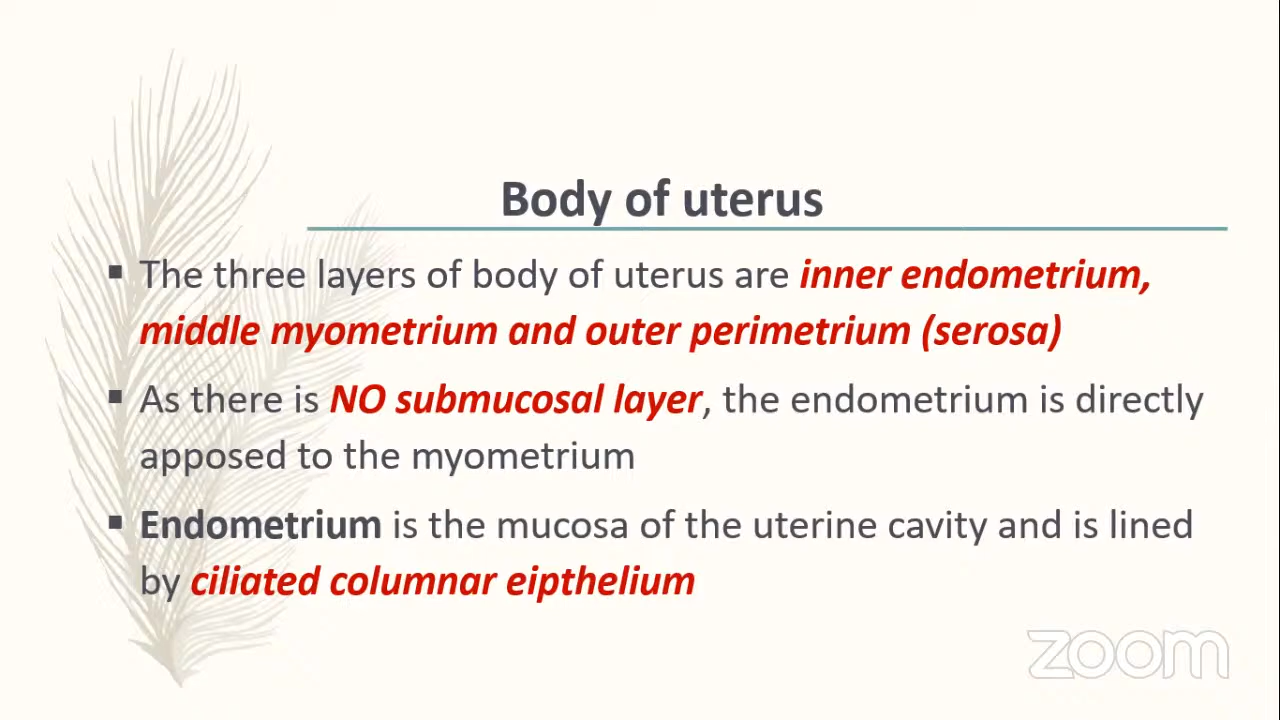 Body of uterus
▪ The three layers of body of uterus are inner endometrium,
middle myometrium and outer perimetrium (serosa)
▪ As there is NO submucosal layer, the endometrium is directly
apposed to the myometrium
▪ Endometrium is the mucosa of the uterine cavity and is lined
by ciliated columnar eipthelium
zoom